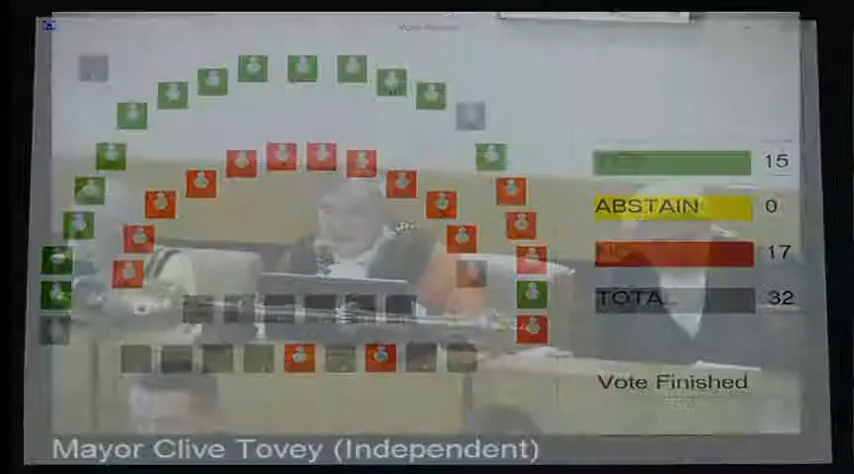 15
ABSTAIN 0
17
TOTA 32
Vote Finished
Mayor Clive Tovey (Independent)